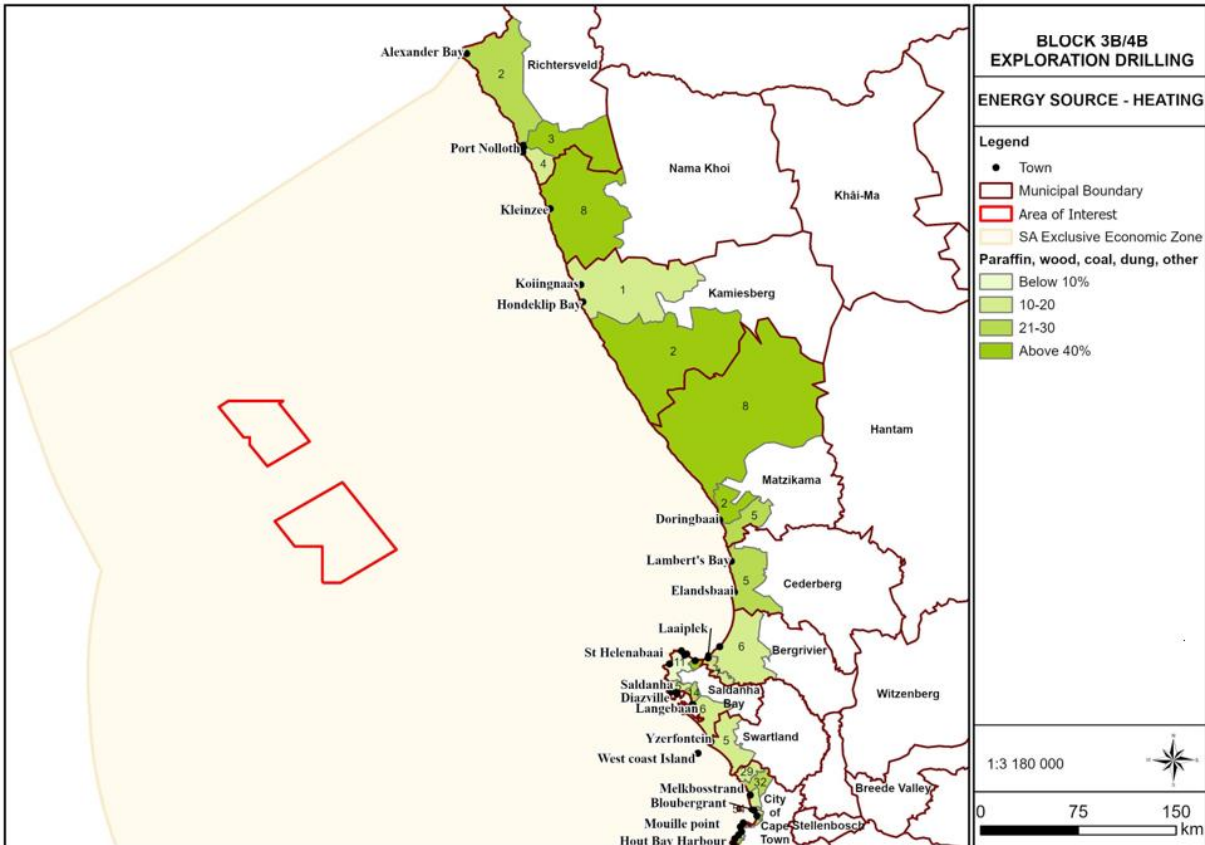 Alexander Bay
2
Richtersveld
3
Port Nolloth
4
Nama Khoi
Khâi-Ma
Kleinzee
8
Koiingnaas
1
Kamiesberg
Hondeklip Bay
2
8
Hantam
Matzikama
2
5
Doringbaai
Lambert's Bay
5
Cederberg
Elandsbaai
Laaiplek
6
Bergrivier
St Helenabaai
11
Witzenberg
Saldanha
Saldanha
Bay
Diazville
Langebaan
6
Swartland
Yzerfontein
5
West coast Island
29
32
Melkbosstrand
Breede Valley
Bloubergrant
City
of
Cape
Town
Stellenbosch
Mouille point
Hout Bay Harbour
BLOCK 3B/4B
EXPLORATION DRILLING
ENERGY SOURCE - HEATING
Legend
Town
Municipal Boundary
Area of Interest
SA Exclusive Economic Zone
Paraffin, wood, coal, dung, other
Below 10%
10-20
21-30
Above 40%
1:3 180 000
0 75 150
km